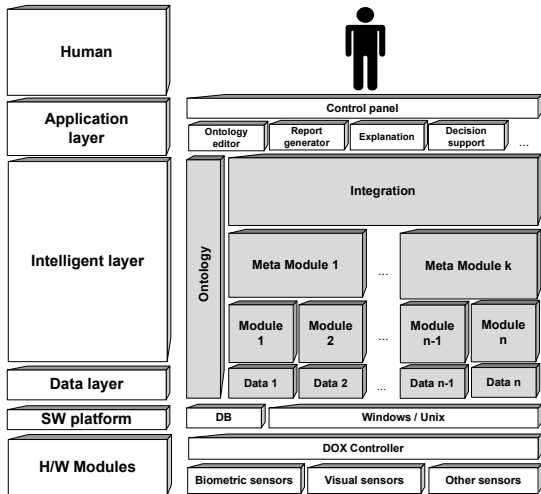 Human
Control panel
Application
layer
Ontology
editor
Report
generator
Explanation
Decision
support
...
Intelligent layer
Ontology
Integration
Meta Module 1
...
Meta Module k
Module
1
Module
2
...
Module
n-1
Module
n
Data layer
Data 1
Data 2
...
Data n-1
Data n
SW platform
DB
Windows / Unix
H/W Modules
DOX Controller
Biometric sensors
Visual sensors
Other sensors